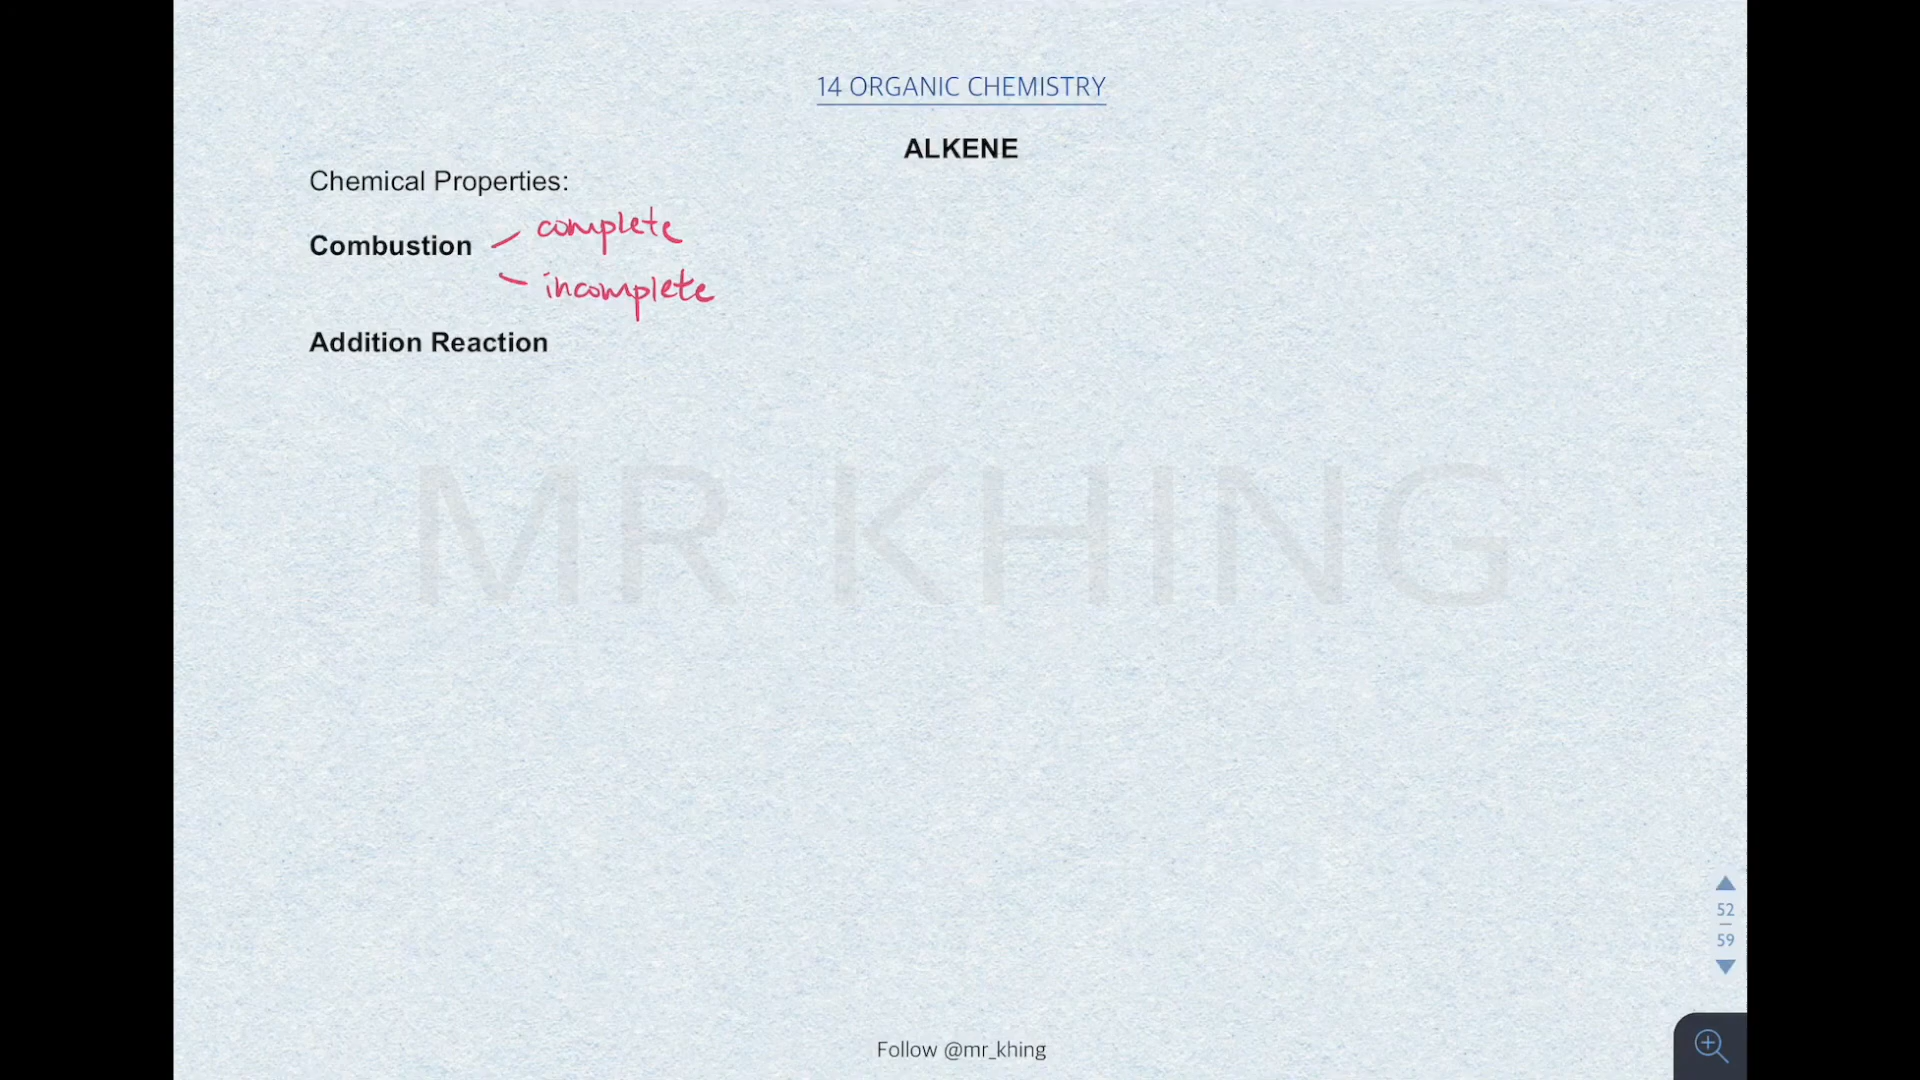 14 ORGANIC CHEMISTRY
ALKENE
Chemical Properties:
complete
Combustion
incomplete
Addition Reaction
MR KHING
52
59
Follow @mr_khing